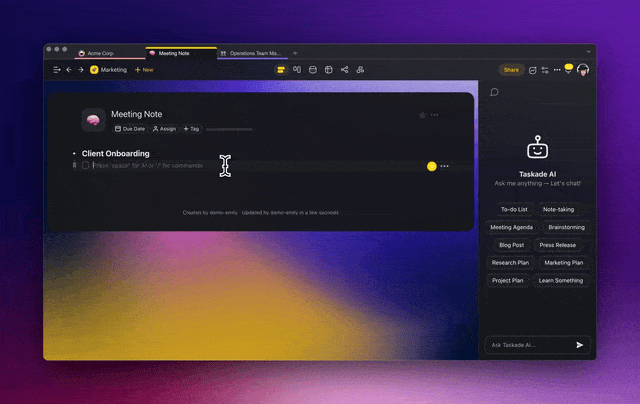 Acme Corp Meeting Note Operations Team Ma...
Marketing + New Share
Meeting Note
Due Date Assign + Tag
Client Onboarding
Press 'space' for AI or '/' for commands
Created by demo-emily Updated by demo-emily in a few seconds
Taskade AI
Ask me anything — Let's chat!
To-do List Note-taking
Meeting Agenda Brainstorming
Blog Post Press Release
Research Plan Marketing Plan
Project Plan Learn Something
Ask Taskade AI...